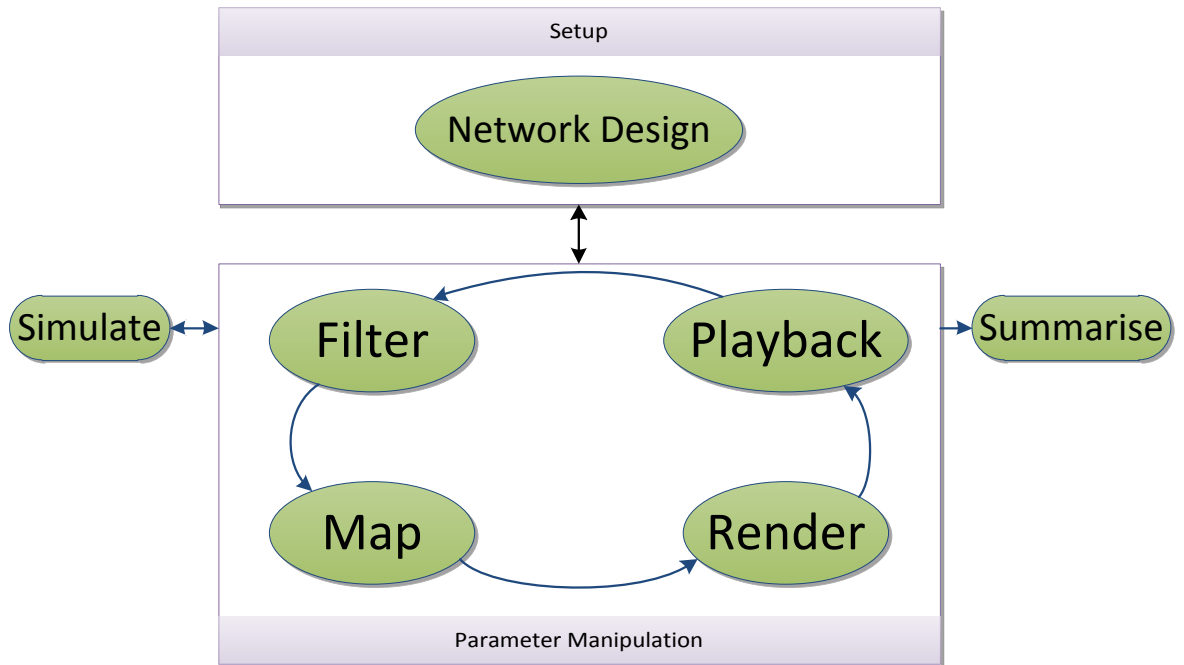 Setup
Network Design
Simulate
Filter
Playback
Summarise
Map
Render
Parameter Manipulation